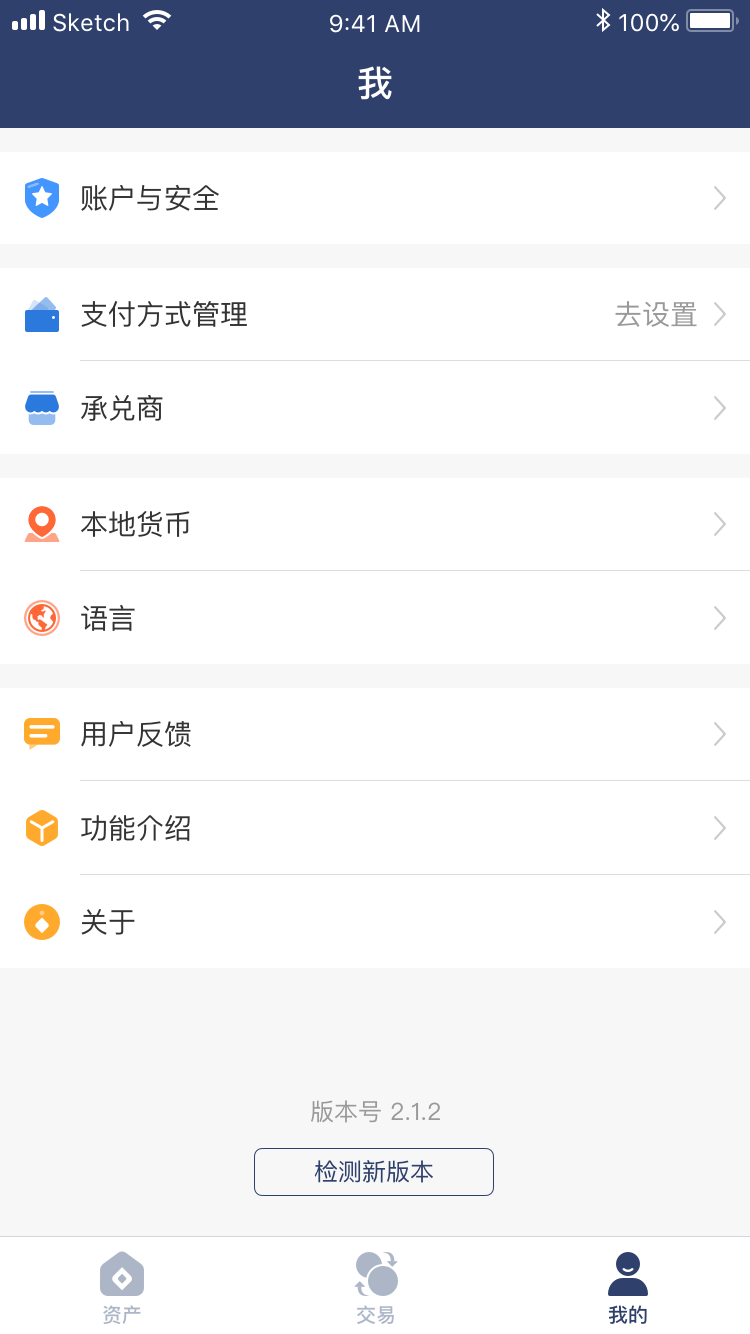 Sketch 9:41 AM 100%
我
账户与安全
支付方式管理 去设置
承兑商
本地货币
语言
用户反馈
功能介绍
关于
版本号 2.1.2
检测新版本
资产 交易 我的